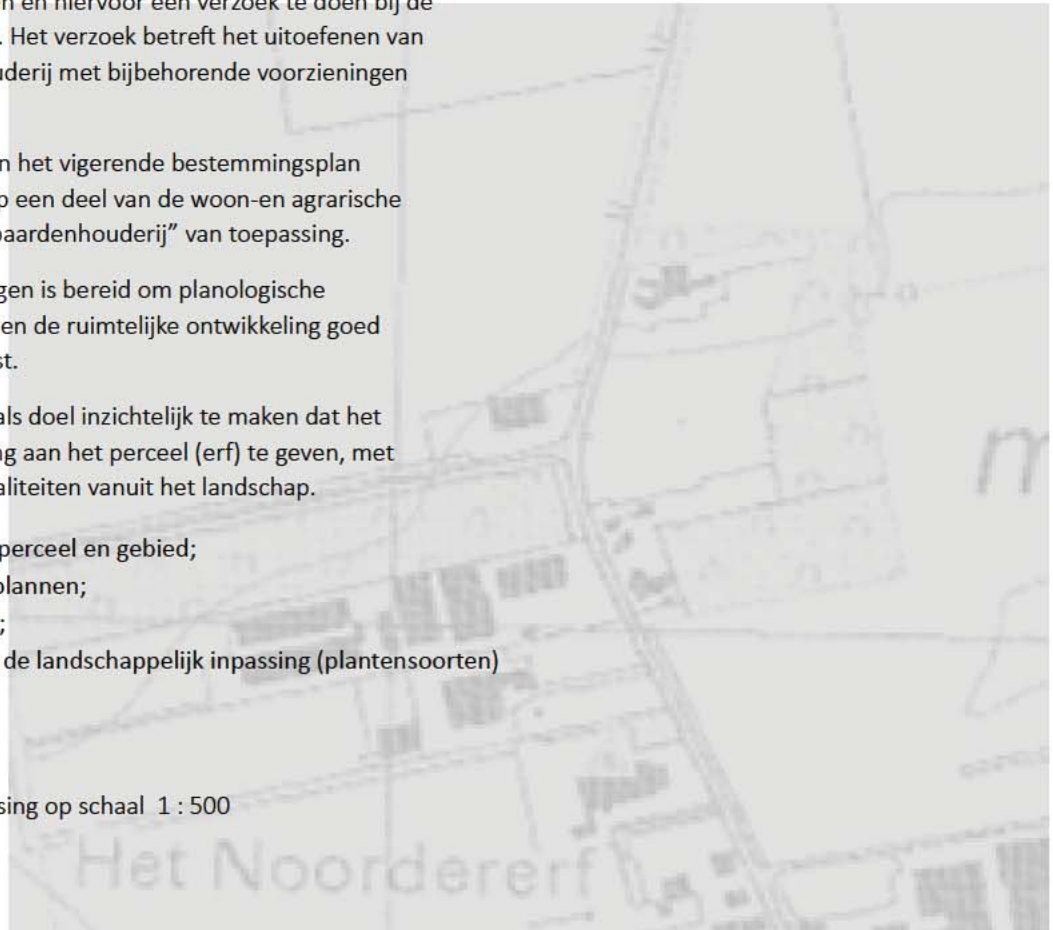 en hiervoor een verzoek te doen bij de
. Het verzoek betreft het uitoefenen van
uderij met bijbehorende voorzieningen
n het vigerende bestemmingsplan
p een deel van de woon-en agrarische
paardenhouderij” van toepassing.
gen is bereid om planologische
en de ruimtelijke ontwikkeling goed
st.
als doel inzichtelijk te maken dat het
ng aan het perceel (erf) te geven, met
aliteiten vanuit het landschap.
perceel en gebied;
plannen;
;
de landschappelijk inpassing (plantensoorten)
sing op schaal 1 : 500
Het Noordererf
m